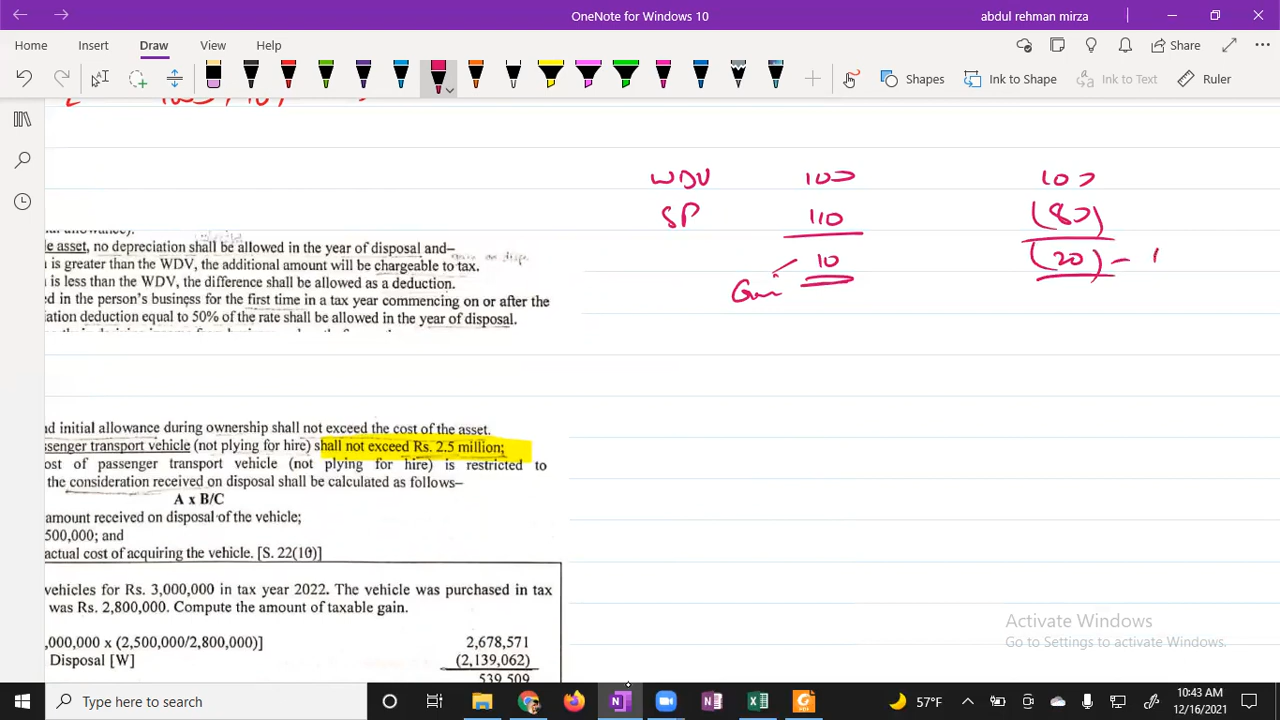 OneNote for Windows 10
abdul rehman mirza
Home Insert Draw View Help
Share
Shapes
Ink to Shape
Ink to Text
Ruler
WDV 100 100
SP 110 (80)
10 (20) –
Gain
le asset, no depreciation shall be allowed in the year of disposal and–
is greater than the WDV, the additional amount will be chargeable to tax.
is less than the WDV, the difference shall be allowed as a deduction.
ed in the person's business for the first time in a tax year commencing on or after the
iation deduction equal to 50% of the rate shall be allowed in the year of disposal.
nd initial allowance during ownership shall not exceed the cost of the asset.
ssenger transport vehicle (not plying for hire) shall not exceed Rs. 2.5 million;
ost of passenger transport vehicle (not plying for hire) is restricted to
the consideration received on disposal shall be calculated as follows–
A x B/C
amount received on disposal of the vehicle;
500,000; and
actual cost of acquiring the vehicle. [S. 22(10)]
vehicles for Rs. 3,000,000 in tax year 2022. The vehicle was purchased in tax
was Rs. 2,800,000. Compute the amount of taxable gain.
,000,000 x (2,500,000/2,800,000)] 2,678,571
Disposal [W] (2,139,062)
539,509
Activate Windows
Go to Settings to activate Windows.
Type here to search
57°F
10:43 AM
12/16/2021